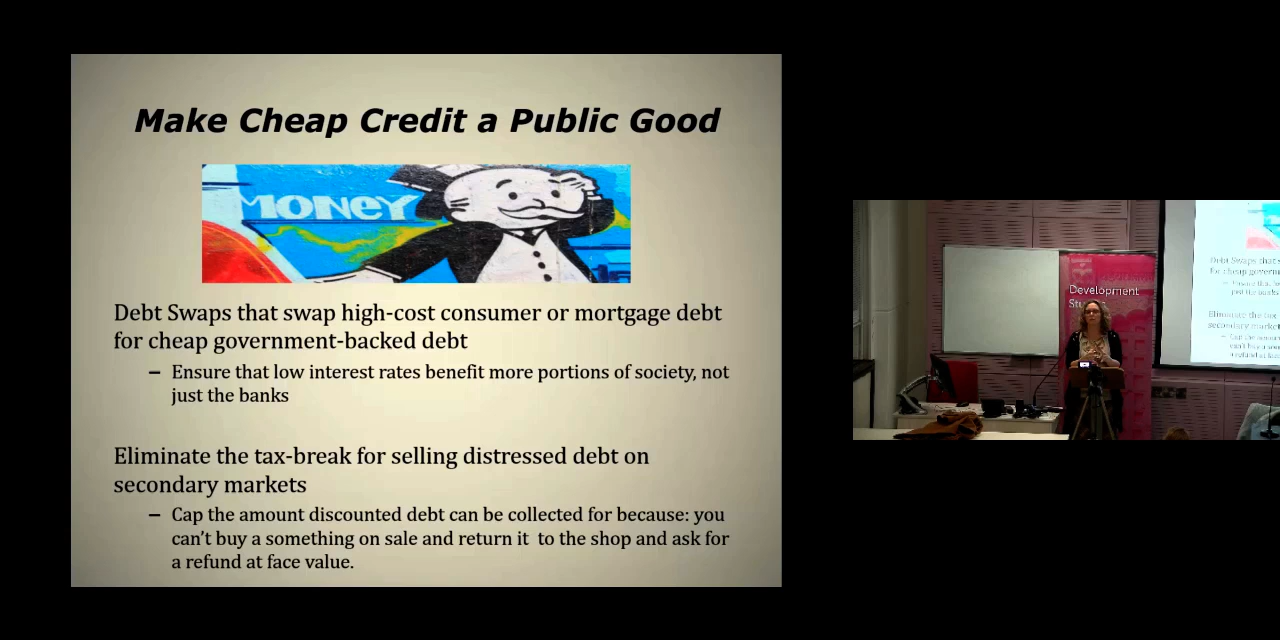 Make Cheap Credit a Public Good
MONEY
Debt Swaps that swap high-cost consumer or mortgage debt
for cheap government-backed debt
– Ensure that low interest rates benefit more portions of society, not
just the banks
Eliminate the tax-break for selling distressed debt on
secondary markets
– Cap the amount discounted debt can be collected for because: you
can't buy a something on sale and return it to the shop and ask for
a refund at face value.
Development